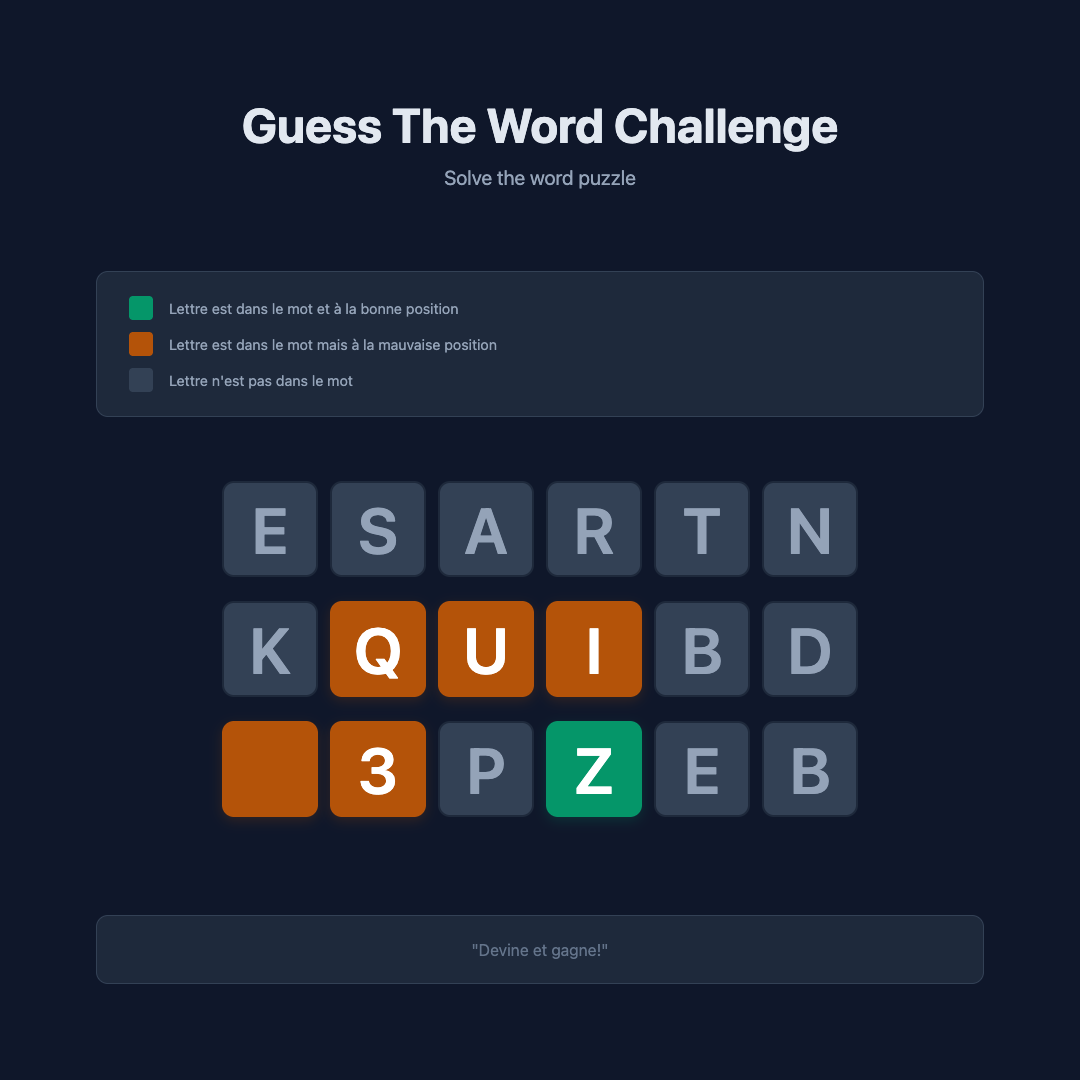 Guess The Word Challenge
Solve the word puzzle
Lettre est dans le mot et à la bonne position
Lettre est dans le mot mais à la mauvaise position
Lettre n'est pas dans le mot
E S A R T N
K Q U I B D
3 P Z E B
"Devine et gagne!"